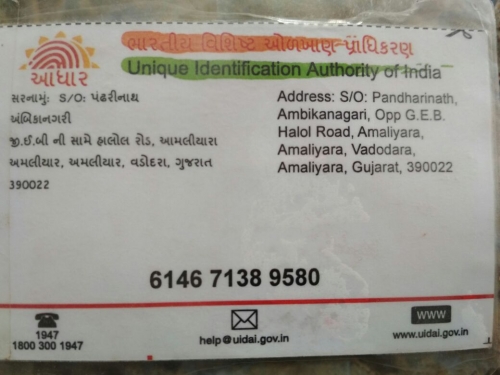 ભારતીય વિશિષ્ટ ઓળખાણ પ્રાધિકરણ
Unique Identification Authority of India
આધાર
સરનામું: S/O: પંઢરીનાથ
અંબિકાનગરી
જી.ઈ.બી ની સામે હાલોલ રોડ, આમલીયારા
અમલીયાર, અમલીયાર, વડોદરા, ગુજરાત
390022
Address: S/O: Pandharinath,
Ambikanagari, Opp G.E.B.
Halol Road, Amaliyara,
Amaliyara, Vadodara,
Amaliyara, Gujarat, 390022
6146 7138 9580
1947
1800 300 1947
help@uidai.gov.in
WWW
www.uidai.gov.in